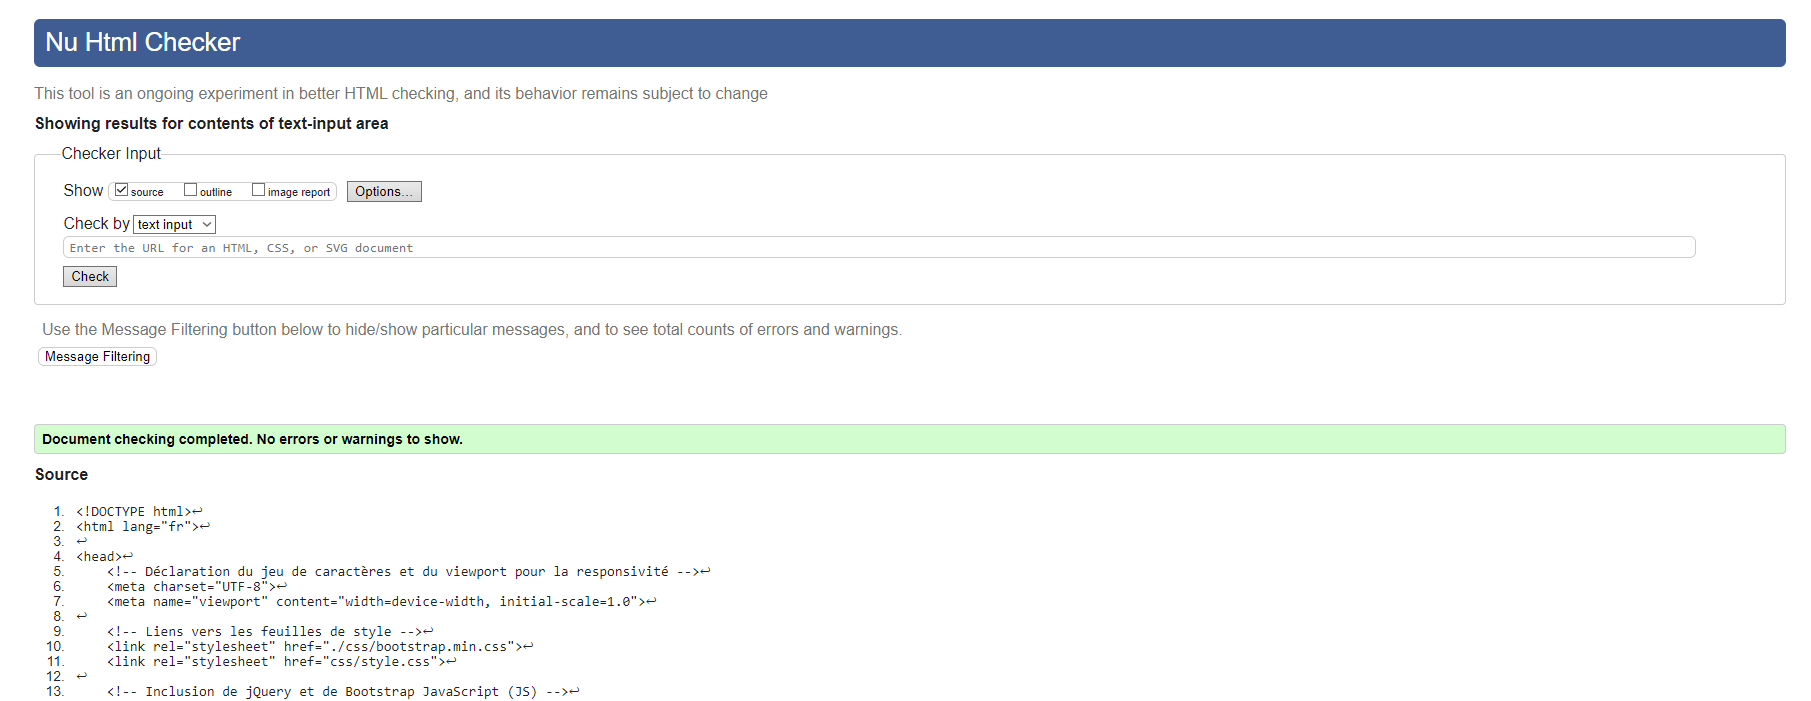 Nu Html Checker
This tool is an ongoing experiment in better HTML checking, and its behavior remains subject to change
Showing results for contents of text-input area
Checker Input
Show source outline image report Options...
Check by text input
Enter the URL for an HTML, CSS, or SVG document
Check
Use the Message Filtering button below to hide/show particular messages, and to see total counts of errors and warnings.
Message Filtering
Document checking completed. No errors or warnings to show.
Source
1. <!DOCTYPE html>↩
2. <html lang="fr">↩
3. ↩
4. <head>↩
5. <!-- Déclaration du jeu de caractères et du viewport pour la responsivité -->↩
6. <meta charset="UTF-8">↩
7. <meta name="viewport" content="width=device-width, initial-scale=1.0">↩
8. ↩
9. <!-- Liens vers les feuilles de style -->↩
10. <link rel="stylesheet" href="./css/bootstrap.min.css">↩
11. <link rel="stylesheet" href="css/style.css">↩
12. ↩
13. <!-- Inclusion de jQuery et de Bootstrap JavaScript (JS) -->↩